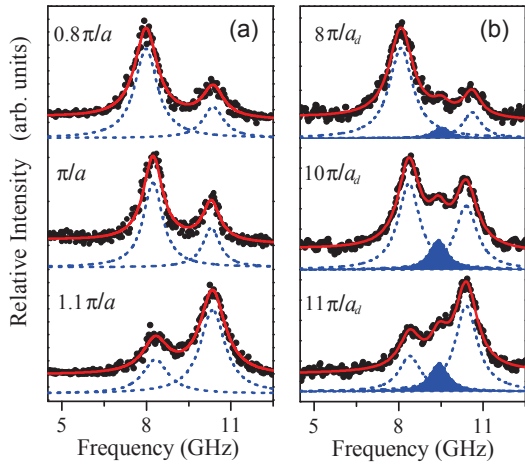 Relative Intensity (arb. units)
(a)
0.8π/a
π/a
1.1π/a
5 8 11
Frequency (GHz)
(b)
8π/a_d
10π/a_d
11π/a_d
5 8 11
Frequency (GHz)